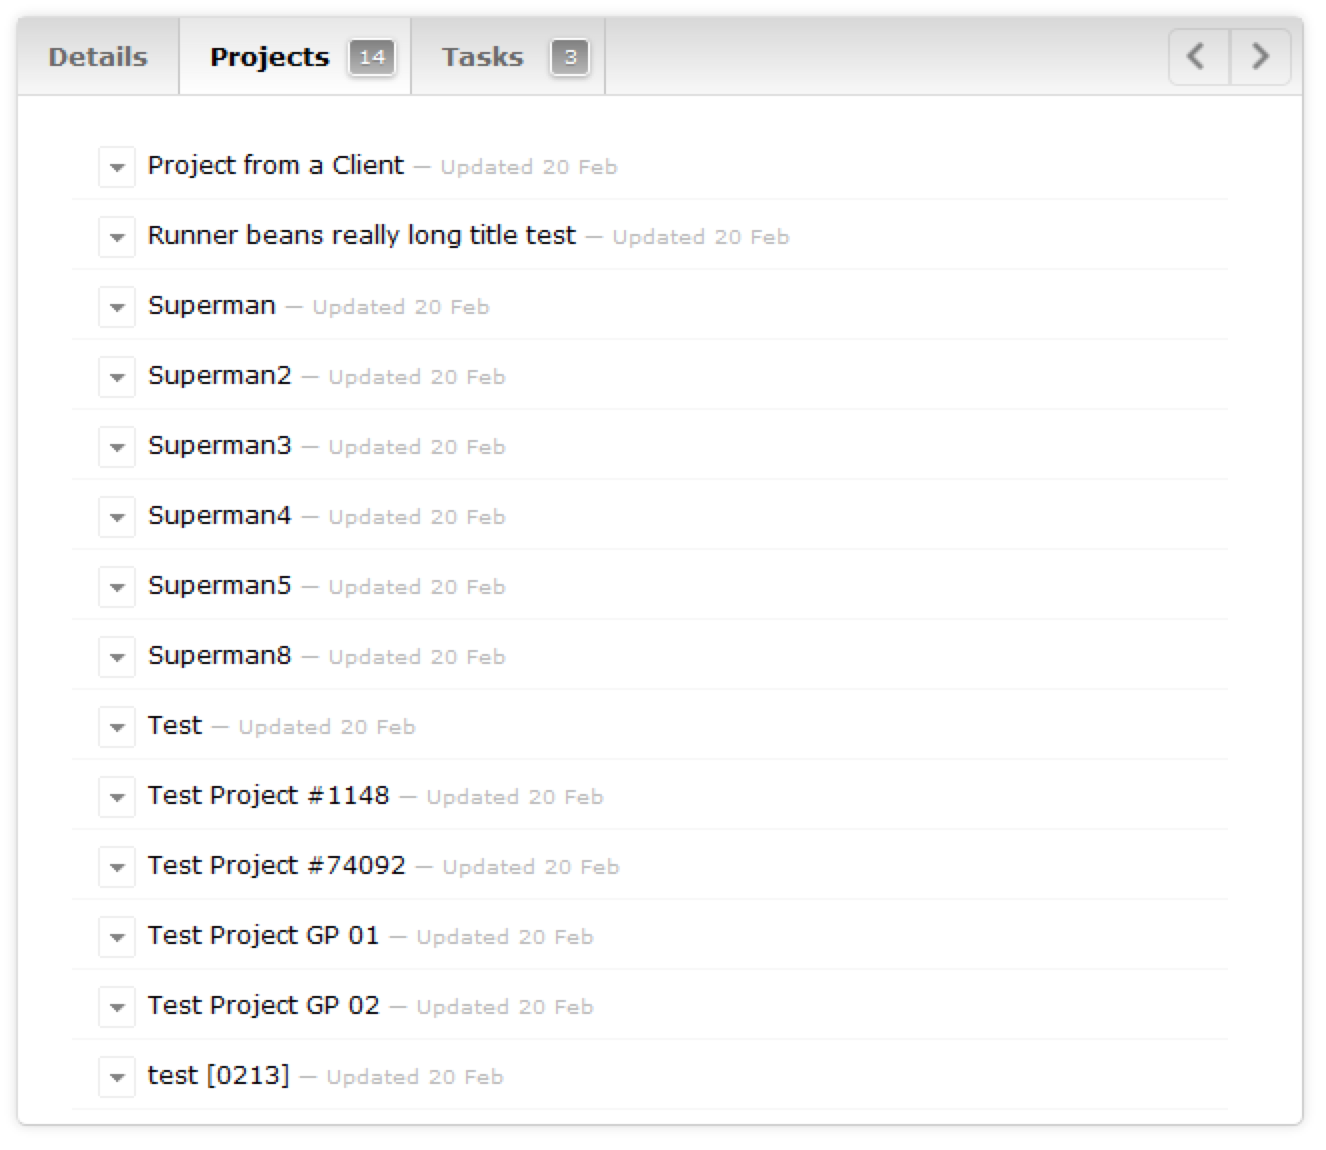 Details Projects 14 Tasks 3
Project from a Client — Updated 20 Feb
Runner beans really long title test — Updated 20 Feb
Superman — Updated 20 Feb
Superman2 — Updated 20 Feb
Superman3 — Updated 20 Feb
Superman4 — Updated 20 Feb
Superman5 — Updated 20 Feb
Superman8 — Updated 20 Feb
Test — Updated 20 Feb
Test Project #1148 — Updated 20 Feb
Test Project #74092 — Updated 20 Feb
Test Project GP 01 — Updated 20 Feb
Test Project GP 02 — Updated 20 Feb
test [0213] — Updated 20 Feb